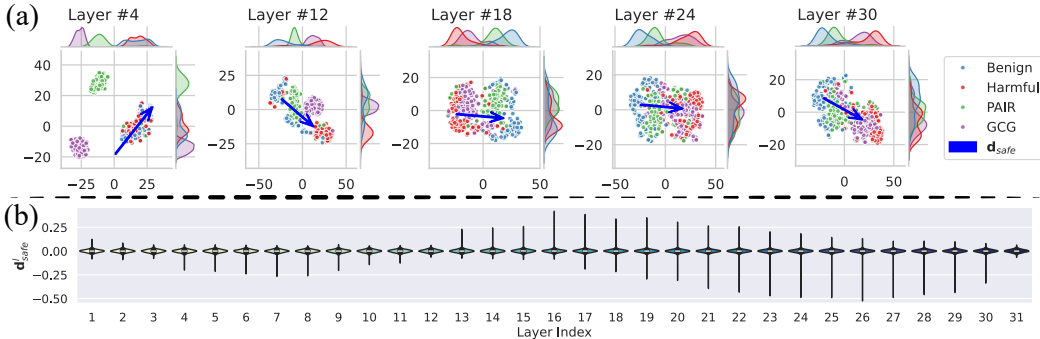 (a)
Layer #4
Layer #12
Layer #18
Layer #24
Layer #30
40
20
0
−20
0
25
25
0
−25
−50
0
50
20
0
−20
0
50
20
0
−20
0
50
20
0
−20
0
50
Benign
Harmful
PAIR
GCG
d_safe
(b)
d^l_safe
0.25
0.00
−0.25
−0.50
1 2 3 4 5 6 7 8 9 10 11 12 13 14 15 16 17 18 19 20 21 22 23 24 25 26 27 28 29 30 31
Layer Index